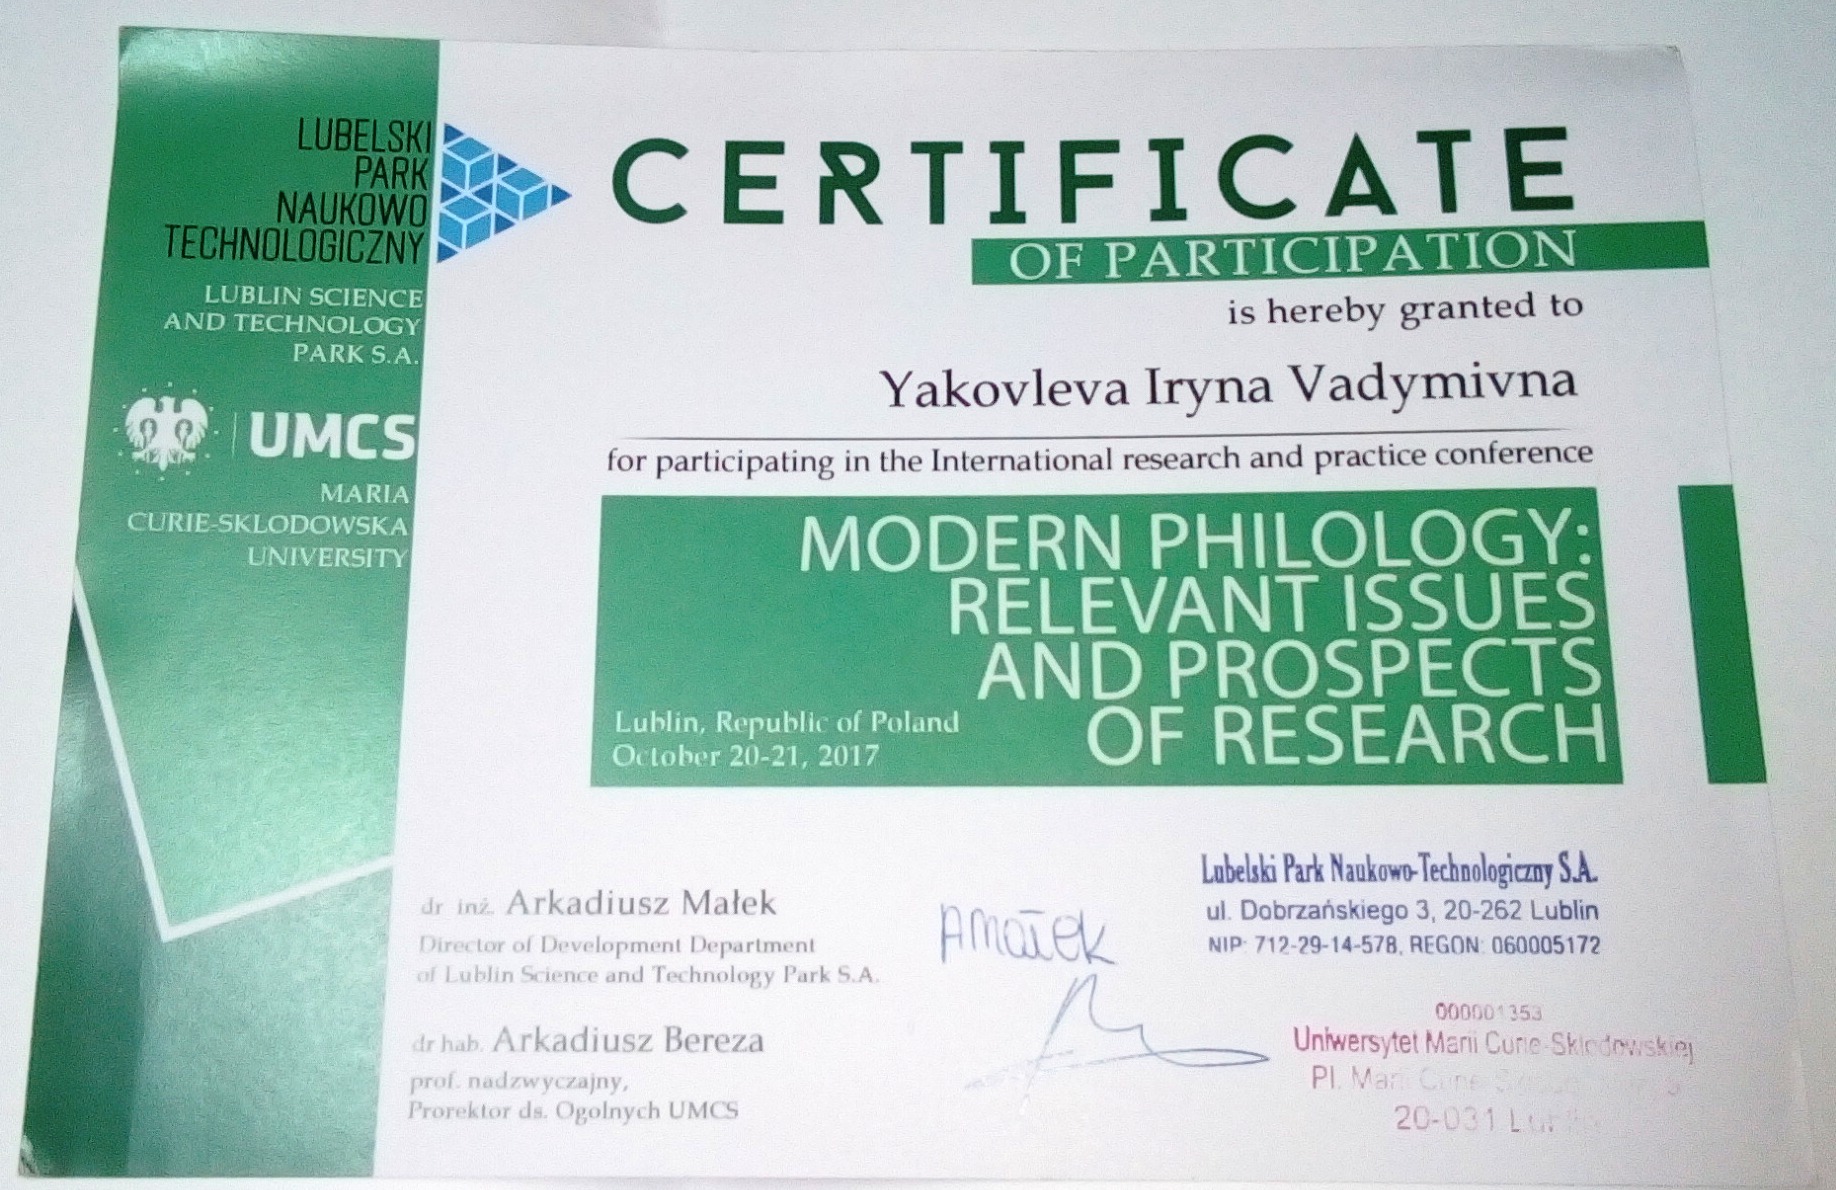 LUBELSKI
PARK
NAUKOWO
TECHNOLOGICZNY
LUBLIN SCIENCE
AND TECHNOLOGY
PARK S.A.
UMCS
MARIA
CURIE-SKLODOWSKA
UNIVERSITY
CERTIFICATE
OF PARTICIPATION
is hereby granted to
Yakovleva Iryna Vadymivna
for participating in the International research and practice conference
MODERN PHILOLOGY:
RELEVANT ISSUES
AND PROSPECTS
OF RESEARCH
Lublin, Republic of Poland
October 20-21, 2017
dr inż. Arkadiusz Małek
Director of Development Department
of Lublin Science and Technology Park S.A.
AMałek
Lubelski Park Naukowo-Technologiczny S.A.
ul. Dobrzańskiego 3, 20-262 Lublin
NIP: 712-29-14-578, REGON: 060005172
dr hab. Arkadiusz Bereza
prof. nadzwyczajny,
Prorektor ds. Ogolnych UMCS
000001353
Uniwersytet Marii Curie-Skłodowskiej
Pl. Marii Curie
20-031